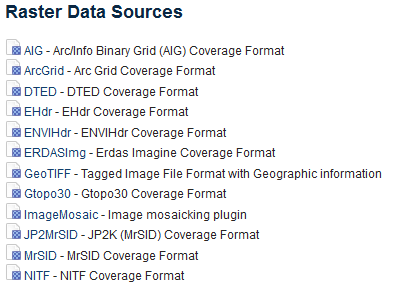 Raster Data Sources
AIG - Arc/Info Binary Grid (AIG) Coverage Format
ArcGrid - Arc Grid Coverage Format
DTED - DTED Coverage Format
EHdr - EHdr Coverage Format
ENVIHdr - ENVIHdr Coverage Format
ERDASImg - Erdas Imagine Coverage Format
GeoTIFF - Tagged Image File Format with Geographic information
Gtopo30 - Gtopo30 Coverage Format
ImageMosaic - Image mosaicking plugin
JP2MrSID - JP2K (MrSID) Coverage Format
MrSID - MrSID Coverage Format
NITF - NITF Coverage Format